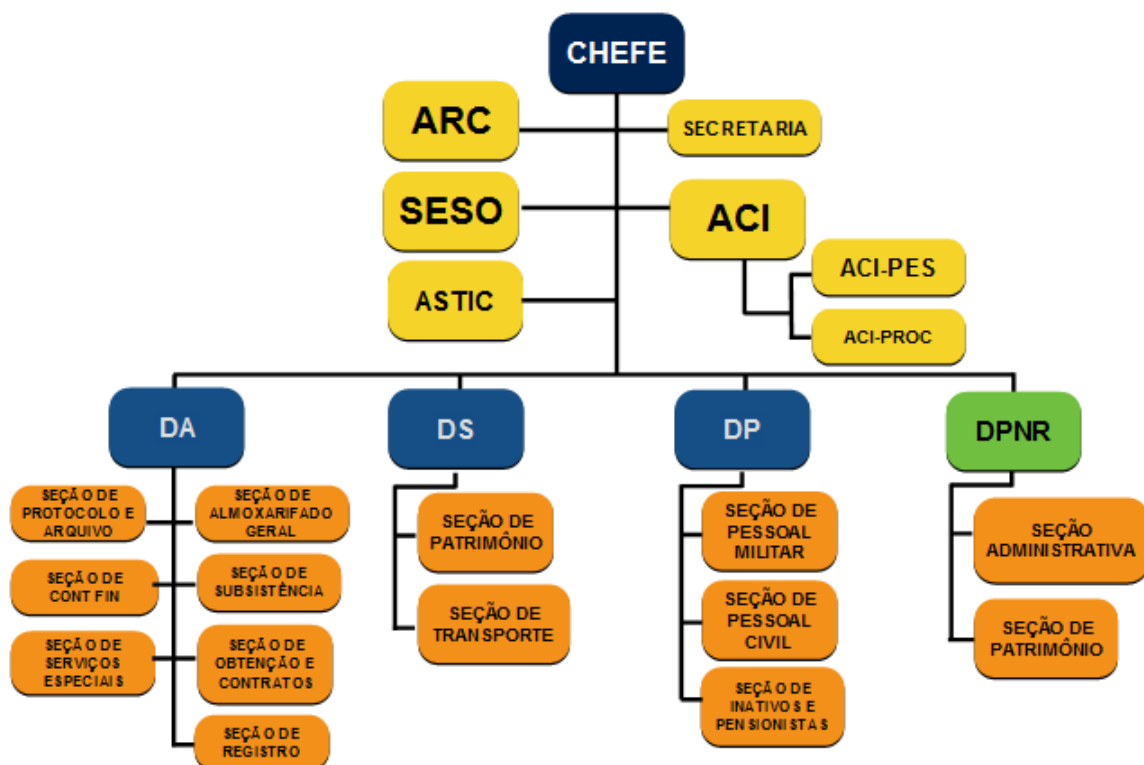 CHEFE
ARC
SECRETARIA
SESO
ACI
ASTIC
ACI-PES
ACI-PROC
DA
DS
DP
DPNR
SEÇÃO DE
PROTOCOLO E
ARQUIVO
SEÇÃO DE
ALMOXARIFADO
GERAL
SEÇÃO DE
CONT FIN
SEÇÃO DE
SUBSISTÊNCIA
SEÇÃO DE
SERVIÇOS
ESPECIAIS
SEÇÃO DE
OBTENÇÃO E
CONTRATOS
SEÇÃO DE
REGISTRO
SEÇÃO DE
PATRIMÔNIO
SEÇÃO DE
TRANSPORTE
SEÇÃO DE
PESSOAL
MILITAR
SEÇÃO DE
PESSOAL
CIVIL
SEÇÃO DE
INATIVOS E
PENSIONISTAS
SEÇÃO
ADMINISTRATIVA
SEÇÃO DE
PATRIMÔNIO